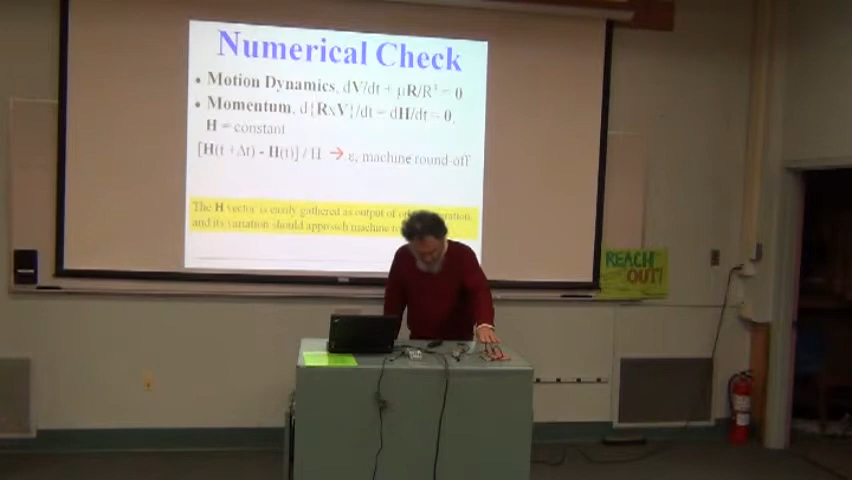 Numerical Check
• Motion Dynamics, dV/dt + μR/R³ = 0
• Momentum, d{RxV}/dt = dH/dt = 0,
H = constant
[H(t + Δt) - H(t)] / H → ε, machine round-off
The H vector is easily gathered as output of
and its variation should approach machine
REACH
OUT!